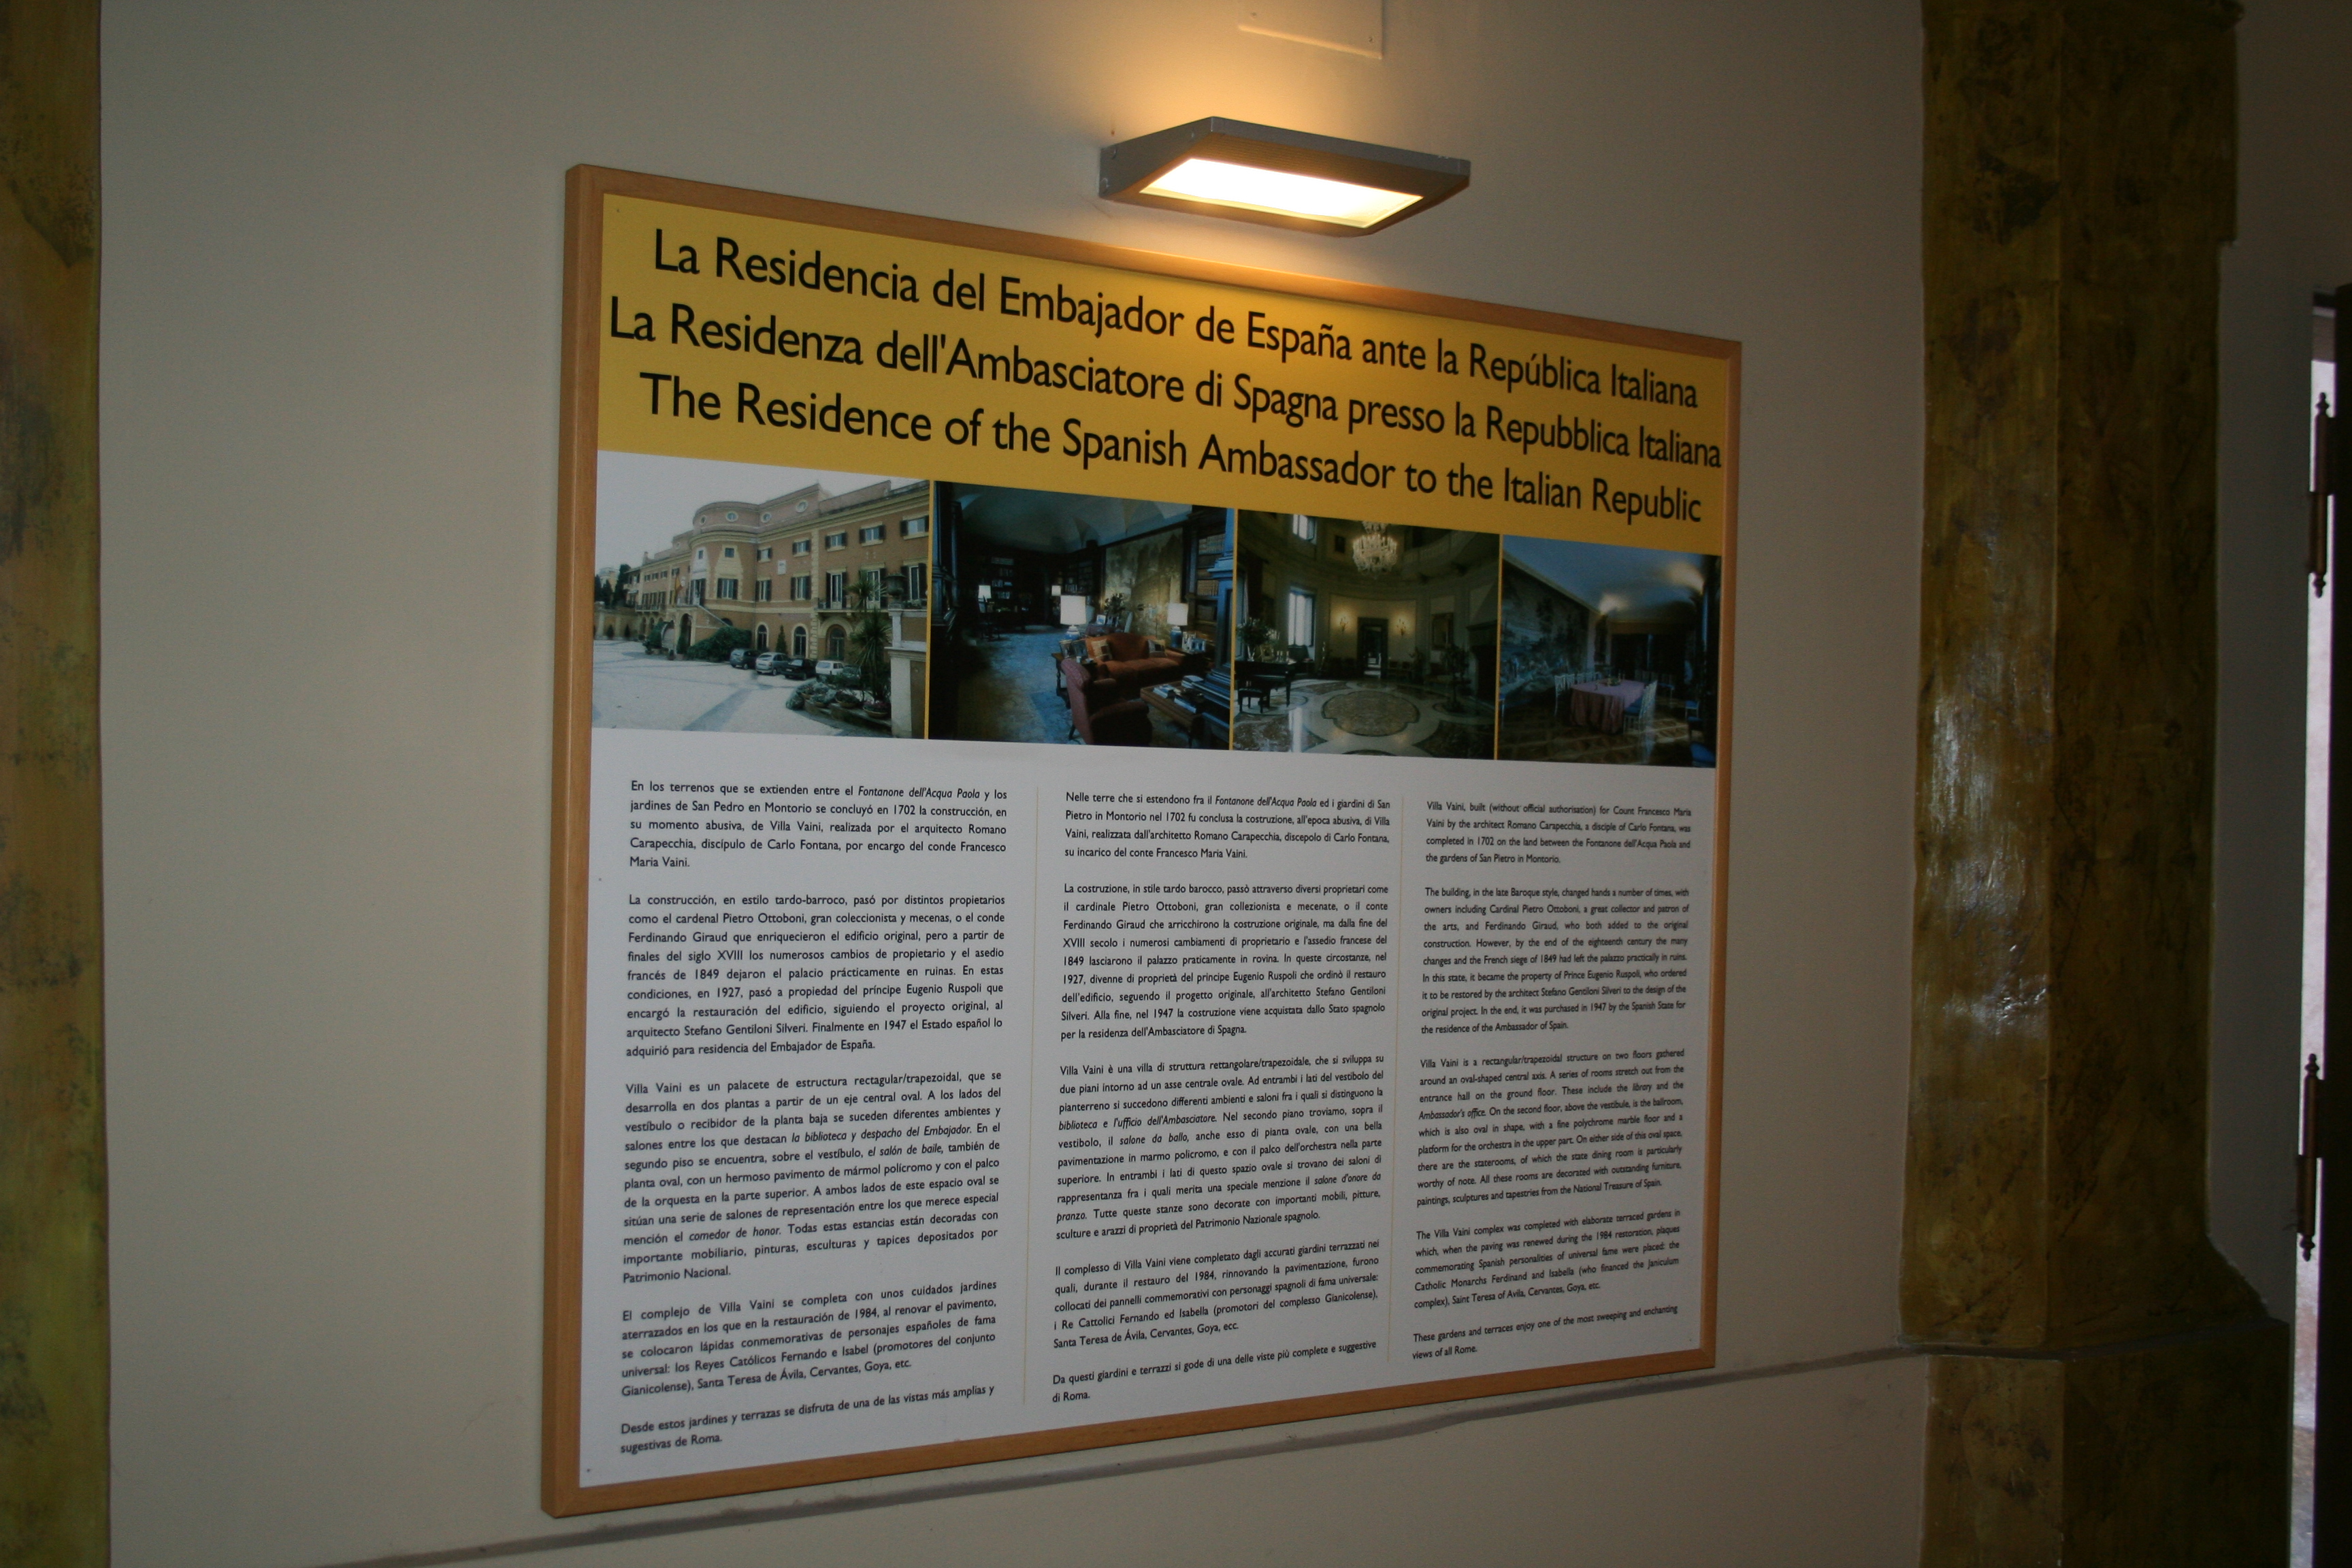 La Residencia del Embajador de España ante la República Italiana
La Residenza dell'Ambasciatore di Spagna presso la Repubblica Italiana
The Residence of the Spanish Ambassador to the Italian Republic
En los terrenos que se extienden entre el Fontanone dell'Acqua Paola y los
jardines de San Pedro en Montorio se concluyó en 1702 la construcción, en
su momento abusiva, de Villa Vaini, realizada por el arquitecto Romano
Carapecchia, discípulo de Carlo Fontana, por encargo del conde Francesco
Maria Vaini.
La construcción, en estilo tardo-barroco, pasó por distintos propietarios
como el cardenal Pietro Ottoboni, gran coleccionista y mecenas, o el conde
Ferdinando Giraud que enriquecieron el edificio original, pero a partir de
finales del siglo XVIII los numerosos cambios de propietario y el asedio
francés de 1849 dejaron el palacio prácticamente en ruinas. En estas
condiciones, en 1927, pasó a propiedad del príncipe Eugenio Ruspoli que
encargó la restauración del edificio, siguiendo el proyecto original, al
arquitecto Stefano Gentiloni Silveri. Finalmente en 1947 el Estado español lo
adquirió para residencia del Embajador de España.
Villa Vaini es un palacete de estructura rectagular/trapezoidal, que se
desarrolla en dos plantas a partir de un eje central oval. A los lados del
vestíbulo o recibidor de la planta baja se suceden diferentes ambientes y
salones entre los que destacan la biblioteca y despacho del Embajador. En el
segundo piso se encuentra, sobre el vestíbulo, el salón de baile, también de
planta oval, con un hermoso pavimento de mármol policromo y con el palco
de la orquesta en la parte superior. A ambos lados de este espacio oval se
sitúan una serie de salones de representación entre los que merece especial
mención el comedor de honor. Todas estas estancias están decoradas con
importante mobiliario, pinturas, esculturas y tapices depositados por
Patrimonio Nacional.
El complejo de Villa Vaini se completa con unos cuidados jardines
aterrazados en los que en la restauración de 1984, al renovar el pavimento,
se colocaron lápidas conmemorativas de personajes españoles de fama
universal: los Reyes Católicos Fernando e Isabel (promotores del conjunto
Gianicolense), Santa Teresa de Ávila, Cervantes, Goya, etc.
Desde estos jardines y terrazas se disfruta de una de las vistas más amplias y
sugestivas de Roma.
Nelle terre che si estendono fra il Fontanone dell'Acqua Paola ed i giardini di San
Pietro in Montorio nel 1702 fu conclusa la costruzione, all'epoca abusiva, di Villa
Vaini, realizzata dall'architetto Romano Carapecchia, discepolo di Carlo Fontana,
su incarico del conte Francesco Maria Vaini.
La costruzione, in stile tardo barocco, passò attraverso diversi proprietari come
il cardinale Pietro Ottoboni, gran collezionista e mecenate, o il conte
Ferdinando Giraud che arricchirono la costruzione originale, ma dalla fine del
XVIII secolo i numerosi cambiamenti di proprietario e l'assedio francese del
1849 lasciarono il palazzo praticamente in rovina. In queste circostanze, nel
1927, divenne di proprietà del principe Eugenio Ruspoli che ordinò il restauro
dell'edificio, seguendo il progetto originale, all'architetto Stefano Gentiloni
Silveri. Alla fine, nel 1947 la costruzione viene acquistata dallo Stato spagnolo
per la residenza dell'Ambasciatore di Spagna.
Villa Vaini è una villa di struttura rettangolare/trapezoidale, che si sviluppa su
due piani intorno ad un asse centrale ovale. Ad entrambi i lati del vestibolo del
pianterreno si succedono differenti ambienti e saloni fra i quali si distinguono la
biblioteca e l'ufficio dell'Ambasciatore. Nel secondo piano troviamo, sopra il
vestibolo, il salone da ballo, anche esso di pianta ovale, con una bella
pavimentazione in marmo policromo, e con il palco dell'orchestra nella parte
superiore. In entrambi i lati di questo spazio ovale si trovano dei saloni di
rappresentanza fra i quali merita una speciale menzione il salone d'onore da
pranzo. Tutte queste stanze sono decorate con importanti mobili, pitture,
sculture e arazzi di proprietà del Patrimonio Nazionale spagnolo.
Il complesso di Villa Vaini viene completato dagli accurati giardini terrazzati nei
quali, durante il restauro del 1984, rinnovando la pavimentazione, furono
collocati dei pannelli commemorativi con personaggi spagnoli di fama universale:
i Re Cattolici Fernando ed Isabella (promotori del complesso Gianicolense),
Santa Teresa de Ávila, Cervantes, Goya, ecc.
Da questi giardini e terrazzi si gode di una delle viste più complete e suggestive
di Roma.
Villa Vaini, built (without official authorisation) for Count Francesco Maria
Vaini by the architect Romano Carapecchia, a disciple of Carlo Fontana, was
completed in 1702 on the land between the Fontanone dell'Acqua Paola and
the gardens of San Pietro in Montorio.
The building, in the late Baroque style, changed hands a number of times, with
owners including Cardinal Pietro Ottoboni, a great collector and patron of
the arts, and Ferdinando Giraud, who both added to the original
construction. However, by the end of the eighteenth century the many
changes and the French siege of 1849 had left the palazzo practically in ruins.
In this state, it became the property of Prince Eugenio Ruspoli, who ordered
it to be restored by the architect Stefano Gentiloni Silveri to the design of the
original project. In the end, it was purchased in 1947 by the Spanish State for
the residence of the Ambassador of Spain.
Villa Vaini is a rectangular/trapezoidal structure on two floors gathered
around an oval-shaped central axis. A series of rooms stretch out from the
entrance hall on the ground floor. These include the library and the
Ambassador's office. On the second floor, above the vestibule, is the ballroom,
which is also oval in shape, with a fine polychrome marble floor and a
platform for the orchestra in the upper part. On either side of this oval space,
there are the staterooms, of which the state dining room is particularly
worthy of note. All these rooms are decorated with outstanding furniture,
paintings, sculptures and tapestries from the National Treasure of Spain.
The Villa Vaini complex was completed with elaborate terraced gardens in
which, when the paving was renewed during the 1984 restoration, plaques
commemorating Spanish personalities of universal fame were placed: the
Catholic Monarchs Ferdinand and Isabella (who financed the Janiculum
complex), Saint Teresa of Avila, Cervantes, Goya, etc.
These gardens and terraces enjoy one of the most sweeping and enchanting
views of all Rome.